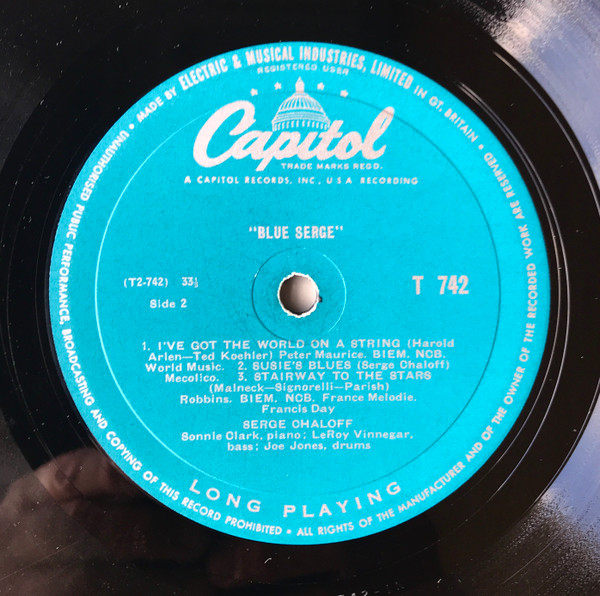 MADE BY ELECTRIC & MUSICAL INDUSTRIES, LIMITED IN GT. BRITAIN •
REGISTERED USER
Capitol
TRADE MARKS REGD.
A CAPITOL RECORDS, INC., U.S.A. RECORDING
"BLUE SERGE"
(T2-742) 33⅓
T 742
Side 2
1. I'VE GOT THE WORLD ON A STRING (Harold
Arlen—Ted Koehler) Peter Maurice. BIEM. NCB.
World Music. 2. SUSIE'S BLUES (Serge Chaloff)
Mecolico. 3. STAIRWAY TO THE STARS
(Malneck—Signorelli—Parish)
Robbins. BIEM. NCB. France Melodie.
Francis Day
SERGE CHALOFF
Sonnie Clark, piano; LeRoy Vinnegar,
bass; Joe Jones, drums
LONG PLAYING
• ALL RIGHTS OF THE MANUFACTURER AND OF THE OWNER OF THE RECORDED WORK ARE RESERVED •
UNAUTHORISED PUBLIC PERFORMANCE, BROADCASTING AND COPYING OF THIS RECORD PROHIBITED